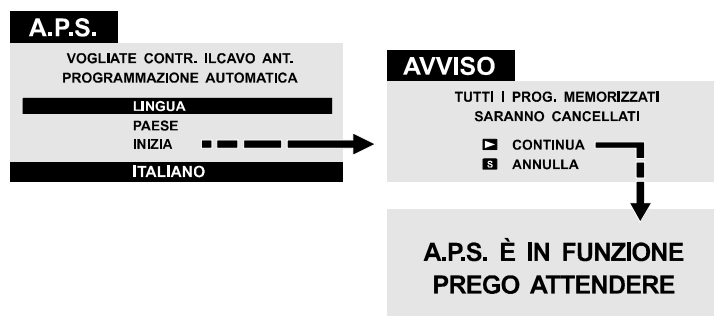 A.P.S.
VOGLIATE CONTR. ILCAVO ANT.
PROGRAMMAZIONE AUTOMATICA
LINGUA
PAESE
INIZIA
ITALIANO
AVVISO
TUTTI I PROG. MEMORIZZATI
SARANNO CANCELLATI
CONTINUA
S ANNULLA
A.P.S. È IN FUNZIONE
PREGO ATTENDERE